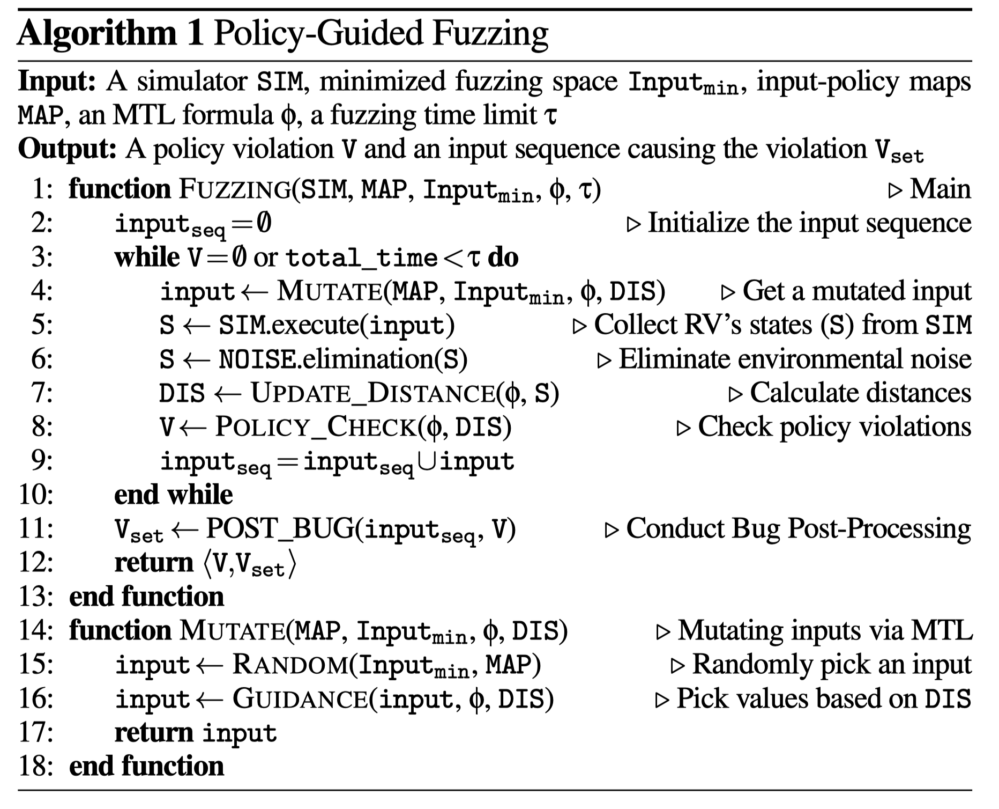 Algorithm 1 Policy-Guided Fuzzing
Input: A simulator SIM, minimized fuzzing space Input_min, input-policy maps
MAP, an MTL formula ϕ, a fuzzing time limit τ
Output: A policy violation V and an input sequence causing the violation V_set
1: function FUZZING(SIM, MAP, Input_min, ϕ, τ) ▷ Main
2: input_seq = ∅ ▷ Initialize the input sequence
3: while V = ∅ or total_time < τ do
4: input ← MUTATE(MAP, Input_min, ϕ, DIS) ▷ Get a mutated input
5: S ← SIM.execute(input) ▷ Collect RV's states (S) from SIM
6: S ← NOISE.elimination(S) ▷ Eliminate environmental noise
7: DIS ← UPDATE_DISTANCE(ϕ, S) ▷ Calculate distances
8: V ← POLICY_CHECK(ϕ, DIS) ▷ Check policy violations
9: input_seq = input_seq ∪ input
10: end while
11: V_set ← POST_BUG(input_seq, V) ▷ Conduct Bug Post-Processing
12: return ⟨V,V_set⟩
13: end function
14: function MUTATE(MAP, Input_min, ϕ, DIS) ▷ Mutating inputs via MTL
15: input ← RANDOM(Input_min, MAP) ▷ Randomly pick an input
16: input ← GUIDANCE(input, ϕ, DIS) ▷ Pick values based on DIS
17: return input
18: end function